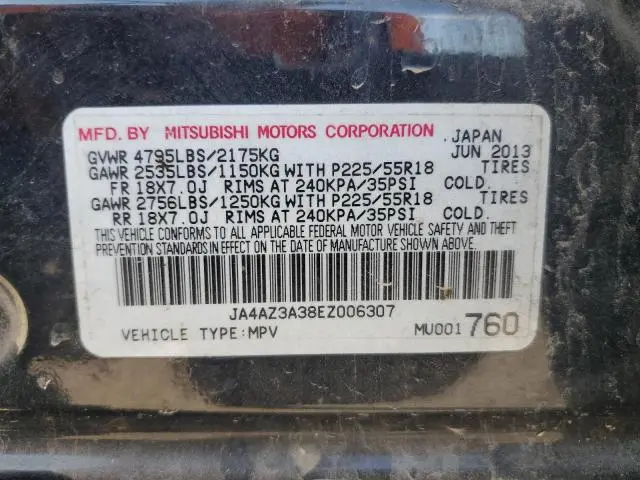 MFD. BY MITSUBISHI MOTORS CORPORATION JAPAN
GVWR 4795LBS/2175KG JUN 2013
GAWR 2535LBS/1150KG WITH P225/55R18 TIRES
FR 18X7.0J RIMS AT 240KPA/35PSI COLD.
GAWR 2756LBS/1250KG WITH P225/55R18 TIRES
RR 18X7.0J RIMS AT 240KPA/35PSI COLD.
THIS VEHICLE CONFORMS TO ALL APPLICABLE FEDERAL MOTOR VEHICLE SAFETY AND THEFT
PREVENTION STANDARDS IN EFFECT ON THE DATE OF MANUFACTURE SHOWN ABOVE.
JA4AZ3A38EZ006307
VEHICLE TYPE:MPV MU001760